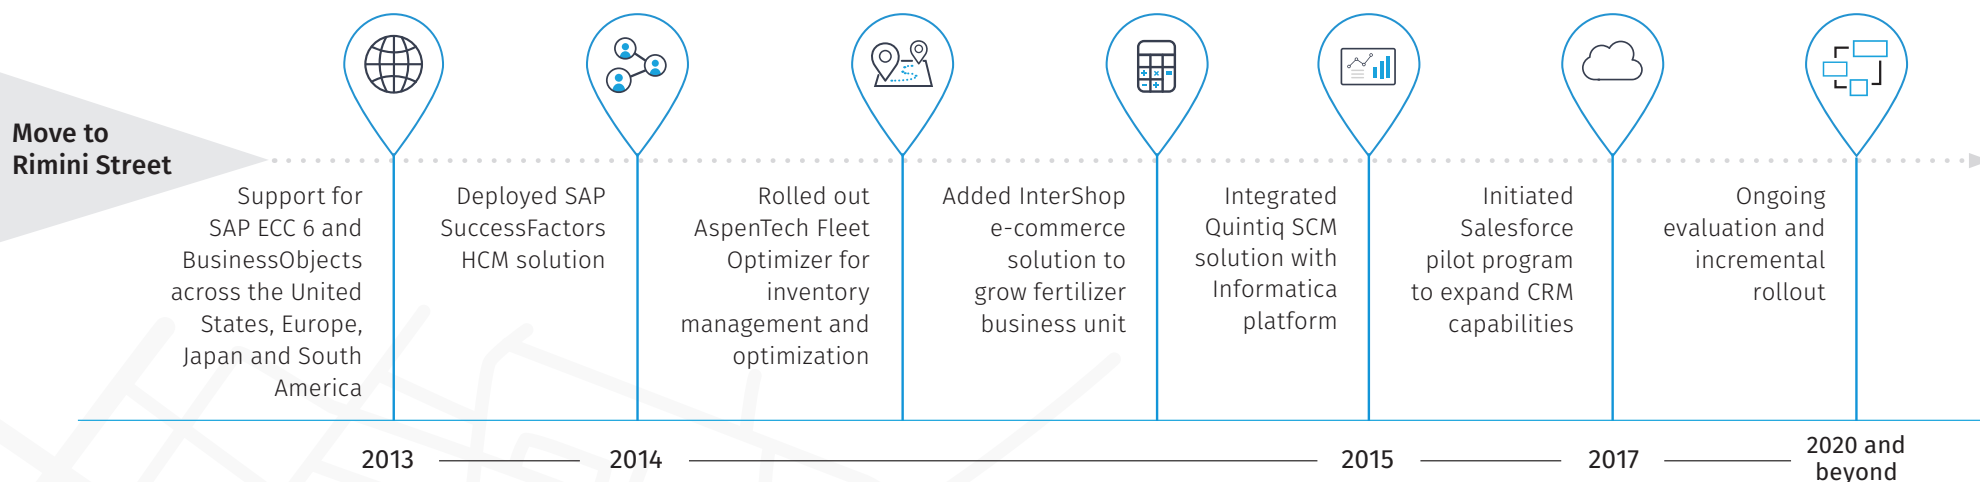 Move to
Rimini Street
Support for
SAP ECC 6 and
BusinessObjects
across the United
States, Europe,
Japan and South
America
Deployed SAP
SuccessFactors
HCM solution
Rolled out
AspenTech Fleet
Optimizer for
inventory
management and
optimization
Added InterShop
e-commerce
solution to
grow fertilizer
business unit
Integrated
Quintiq SCM
solution with
Informatica
platform
Initiated
Salesforce
pilot program
to expand CRM
capabilities
Ongoing
evaluation and
incremental
rollout
2013
2014
2015
2017
2020 and
beyond